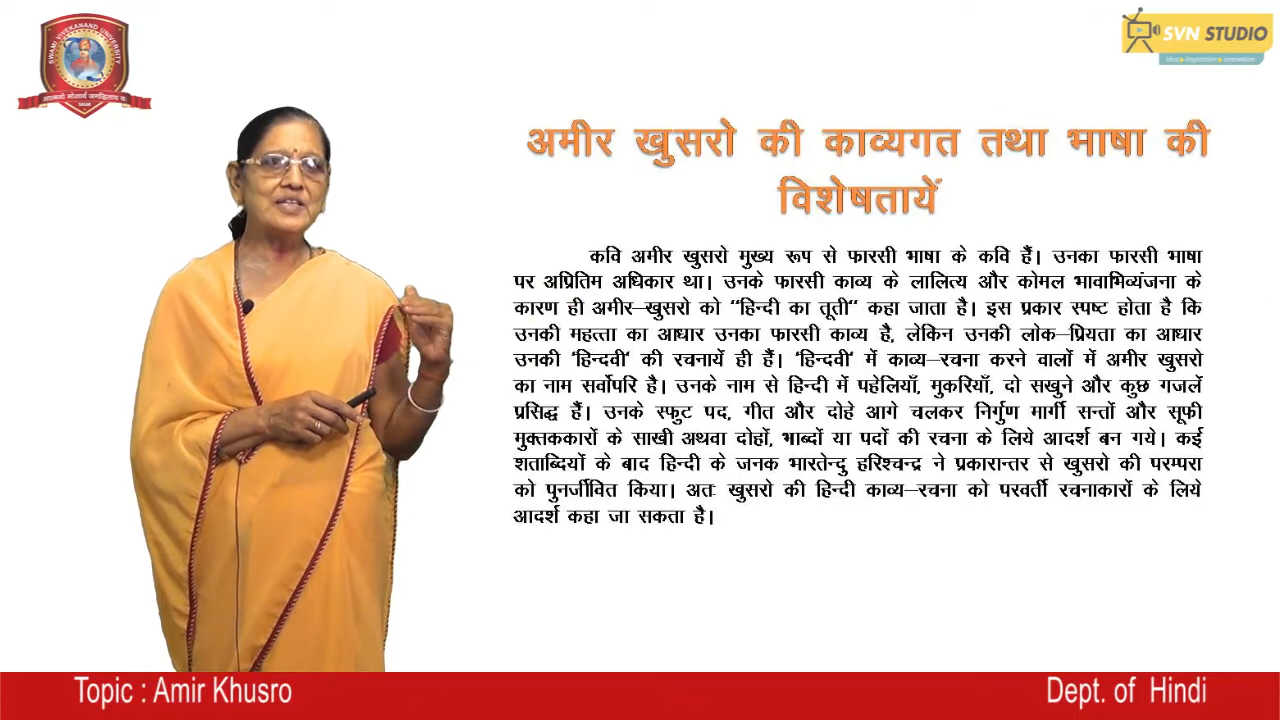 SWAMI VIVEKANAND UNIVERSITY
SVN STUDIO
अमीर खुसरो की काव्यगत तथा भाषा की
विशेषतायें
कवि अमीर खुसरो मुख्य रूप से फारसी भाषा के कवि हैं। उनका फारसी भाषा
पर अप्रितिम अधिकार था। उनके फारसी काव्य के लालित्य और कोमल भावाभिव्यंजना के
कारण ही अमीर–खुसरो को “हिन्दी का तूती“ कहा जाता है। इस प्रकार स्पष्ट होता है कि
उनकी महत्ता का आधार उनका फारसी काव्य है, लेकिन उनकी लोक–प्रियता का आधार
उनकी ‘हिन्दवी‘ की रचनायें ही हैं। ‘हिन्दवी‘ में काव्य–रचना करने वालों में अमीर खुसरो
का नाम सर्वोपरि है। उनके नाम से हिन्दी में पहेलियाँ, मुकरियाँ, दो सखुने और कुछ गजलें
प्रसिद्ध हैं। उनके स्फुट पद, गीत और दोहे आगे चलकर निर्गुण मार्गी सन्तों और सूफी
मुक्तककारों के साखी अथवा दोहों, भाब्दों या पदों की रचना के लिये आदर्श बन गये। कई
शताब्दियों के बाद हिन्दी के जनक भारतेन्दु हरिश्चन्द्र ने प्रकारान्तर से खुसरो की परम्परा
को पुनर्जीवित किया। अतः खुसरो की हिन्दी काव्य–रचना को परवर्ती रचनाकारों के लिये
आदर्श कहा जा सकता है।
Topic : Amir Khusro
Dept. of Hindi